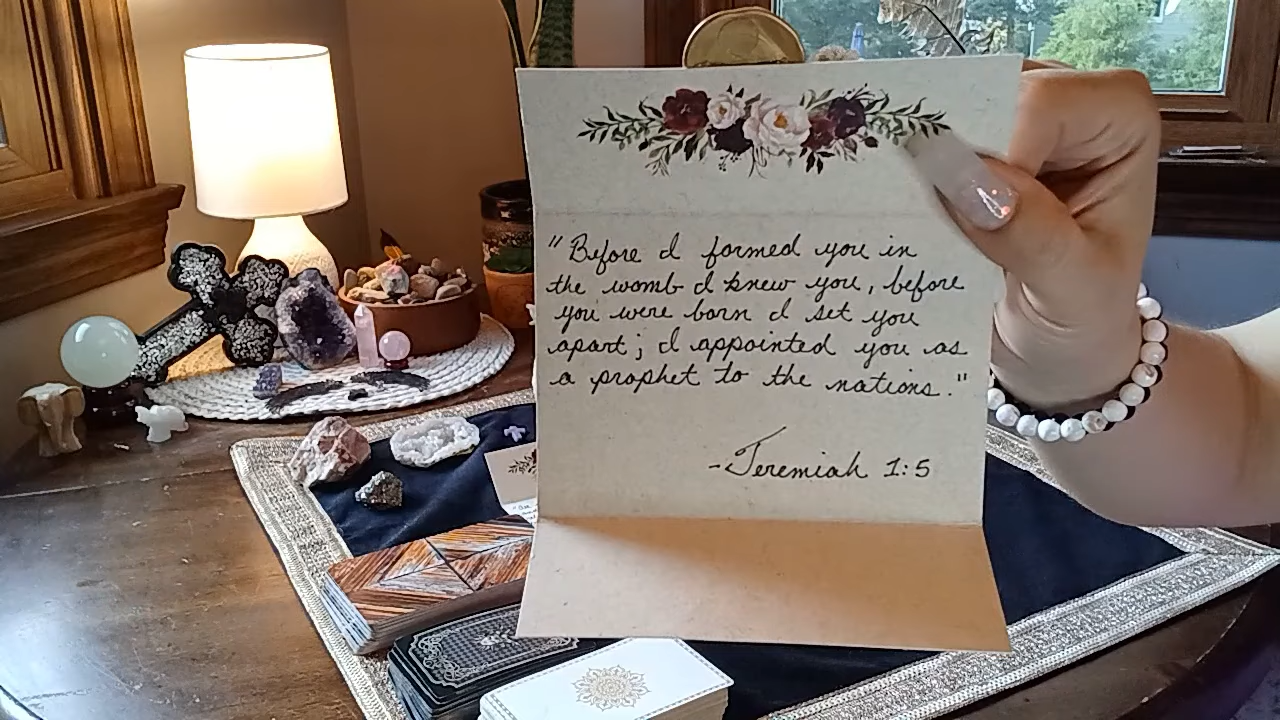 "Before I formed you in
the womb I knew you, before
you were born I set you
apart; I appointed you as
a prophet to the nations."
-Jeremiah 1:5